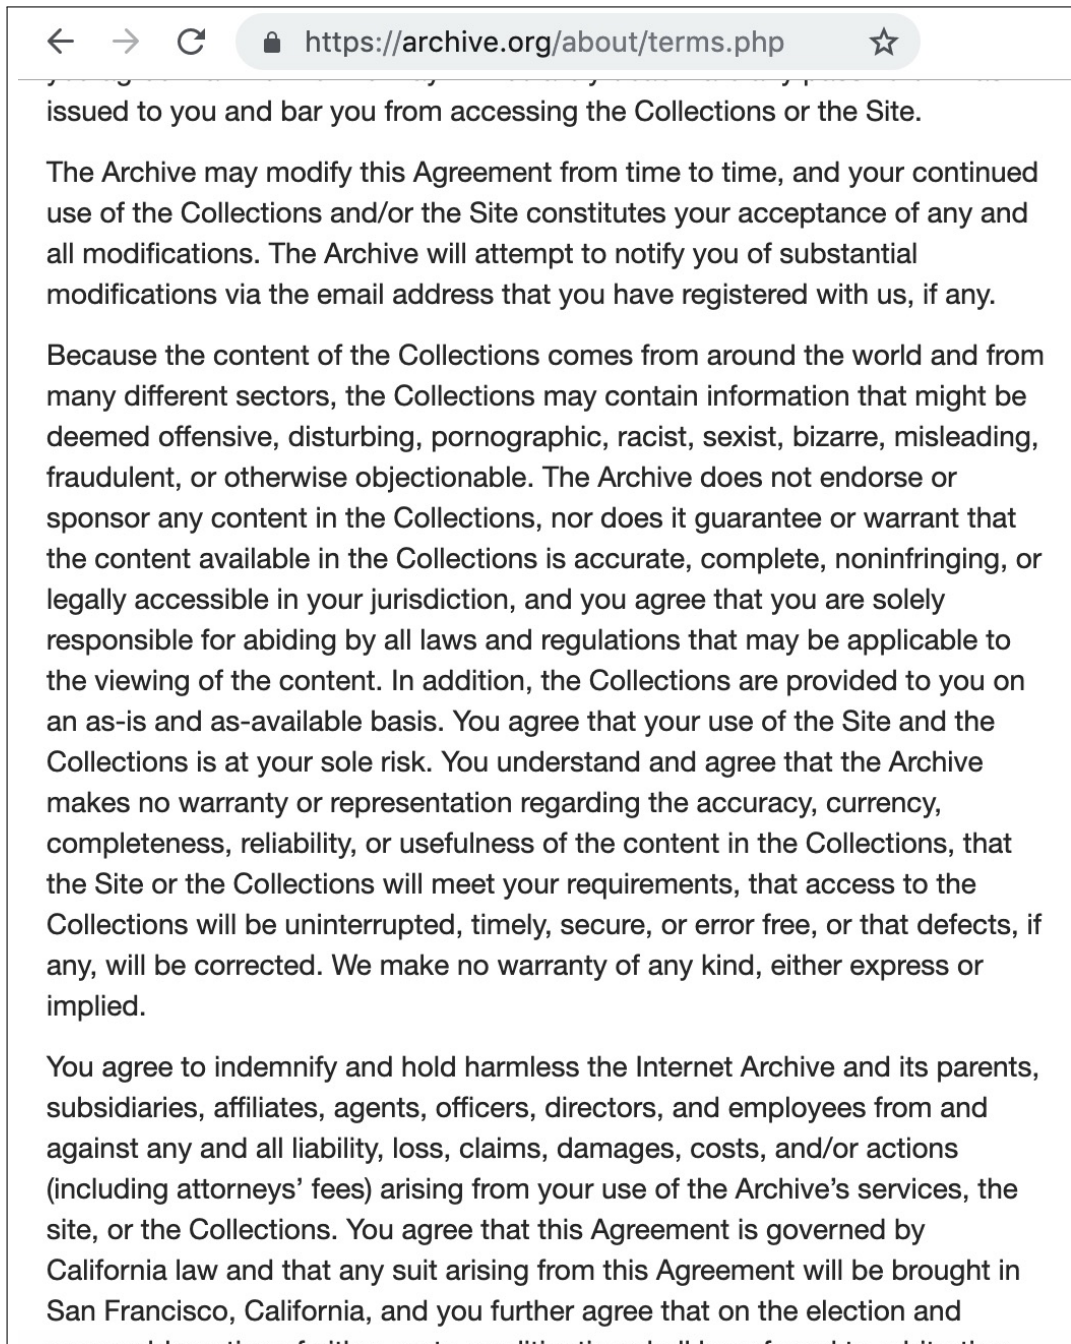 https://archive.org/about/terms.php
issued to you and bar you from accessing the Collections or the Site.
The Archive may modify this Agreement from time to time, and your continued
use of the Collections and/or the Site constitutes your acceptance of any and
all modifications. The Archive will attempt to notify you of substantial
modifications via the email address that you have registered with us, if any.
Because the content of the Collections comes from around the world and from
many different sectors, the Collections may contain information that might be
deemed offensive, disturbing, pornographic, racist, sexist, bizarre, misleading,
fraudulent, or otherwise objectionable. The Archive does not endorse or
sponsor any content in the Collections, nor does it guarantee or warrant that
the content available in the Collections is accurate, complete, noninfringing, or
legally accessible in your jurisdiction, and you agree that you are solely
responsible for abiding by all laws and regulations that may be applicable to
the viewing of the content. In addition, the Collections are provided to you on
an as-is and as-available basis. You agree that your use of the Site and the
Collections is at your sole risk. You understand and agree that the Archive
makes no warranty or representation regarding the accuracy, currency,
completeness, reliability, or usefulness of the content in the Collections, that
the Site or the Collections will meet your requirements, that access to the
Collections will be uninterrupted, timely, secure, or error free, or that defects, if
any, will be corrected. We make no warranty of any kind, either express or
implied.
You agree to indemnify and hold harmless the Internet Archive and its parents,
subsidiaries, affiliates, agents, officers, directors, and employees from and
against any and all liability, loss, claims, damages, costs, and/or actions
(including attorneys’ fees) arising from your use of the Archive’s services, the
site, or the Collections. You agree that this Agreement is governed by
California law and that any suit arising from this Agreement will be brought in
San Francisco, California, and you further agree that on the election and